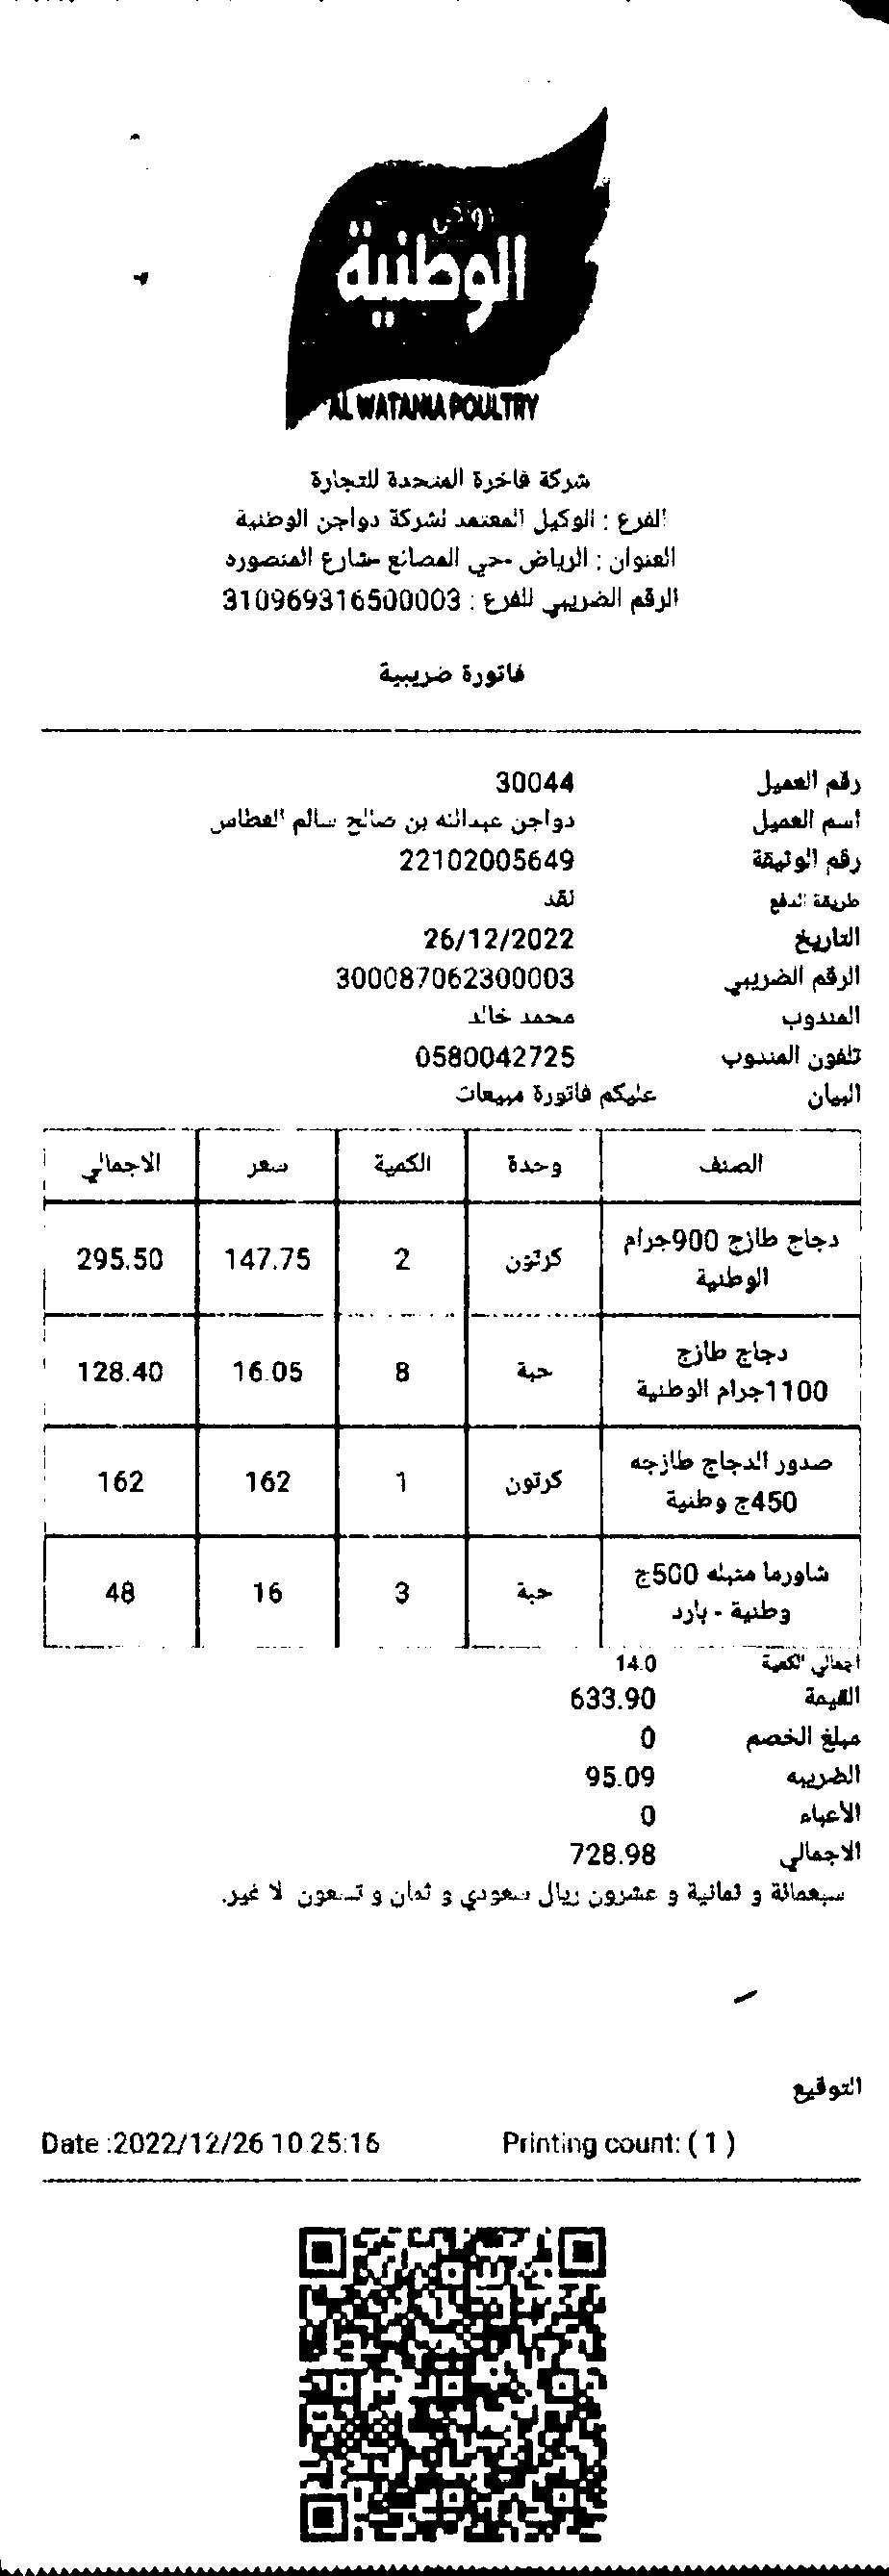 دواجن
الوطنية
AL WATANIA POULTRY
شركة فاخرة المتحدة للتجارة
الفرع : الوكيل المعتمد لشركة دواجن الوطنية
العنوان : الرياض -حي المصانع -شارع المنصوره
الرقم الضريبي للفرع : 310969316500003
فاتورة ضريبية
رقم العميل 30044
اسم العميل دواجن عبدالله بن صالح سالم العطاس
رقم الوثيقة 22102005649
طريقة الدفع نقد
التاريخ 26/12/2022
الرقم الضريبي 300087062300003
المندوب محمد خالد
تلفون المندوب 0580042725
البيان عليكم فاتورة مبيعات
الصنف وحدة الكمية سعر الاجمالي
دجاج طازج 900جرام
الوطنية كرتون 2 147.75 295.50
دجاج طازج
1100جرام الوطنية حبة 8 16.05 128.40
صدور الدجاج طازجه
450ج وطنية كرتون 1 162 162
شاورما متبله 500ج
وطنية - بارد حبة 3 16 48
اجمالي الكمية 14.0
القيمة 633.90
مبلغ الخصم 0
الضريبه 95.09
الأعباء 0
الاجمالي 728.98
سبعمائة و ثمانية و عشرون ريال سعودي و ثمان و تسعون لا غير.
التوقيع
Date :2022/12/26 10:25:16 Printing count: ( 1 )